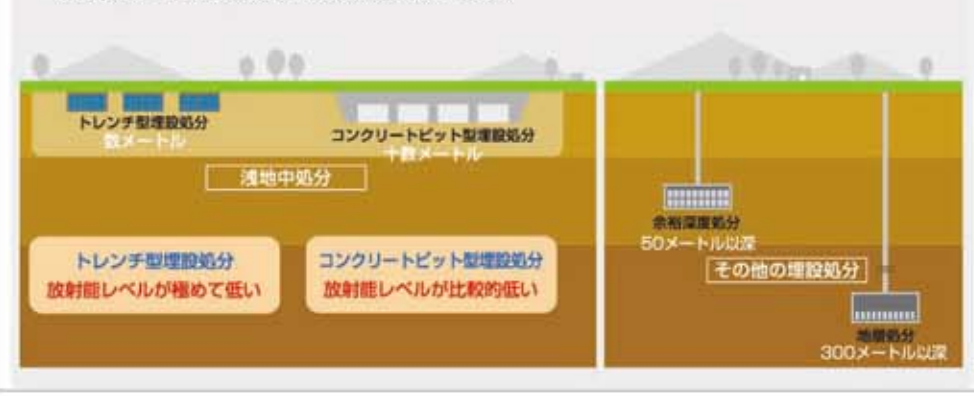 トレンチ型埋設処分
数メートル
コンクリートピット型埋設処分
十数メートル
浅地中処分
トレンチ型埋設処分
放射能レベルが極めて低い
コンクリートピット型埋設処分
放射能レベルが比較的低い
余裕深度処分
50メートル以深
その他の埋設処分
地層処分
300メートル以深